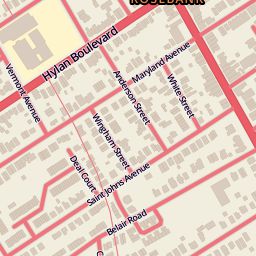 ROSEBANK
Hylan Boulevard
Maryland Avenue
Vermont Avenue
Anderson Street
White Street
Wingham Street
Deal Court
Saint Johns Avenue
Belair Road